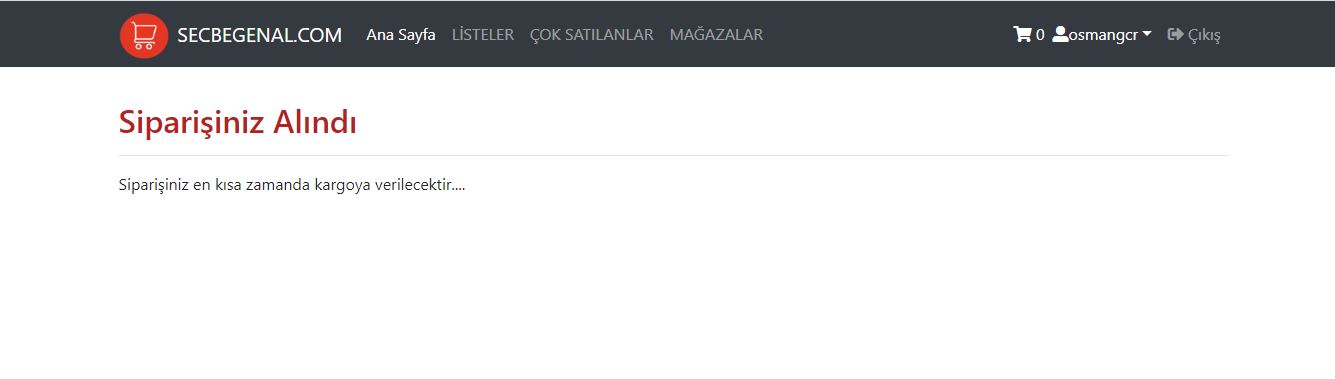 SECBEGENAL.COM Ana Sayfa LİSTELER ÇOK SATILANLAR MAĞAZALAR 0 osmangcr Çıkış
Siparişiniz Alındı
Siparişiniz en kısa zamanda kargoya verilecektir....